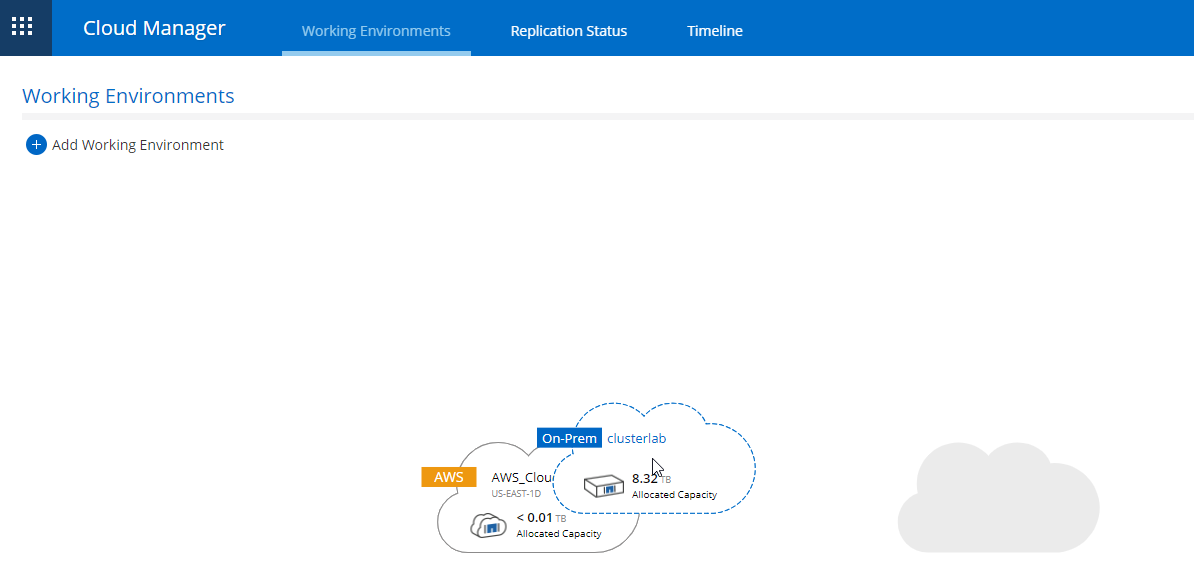 Cloud Manager
Working Environments
Replication Status
Timeline
Working Environments
Add Working Environment
On-Prem clusterlab
8.32 TB
Allocated Capacity
AWS AWS_Clou
US-EAST-1D
< 0.01 TB
Allocated Capacity